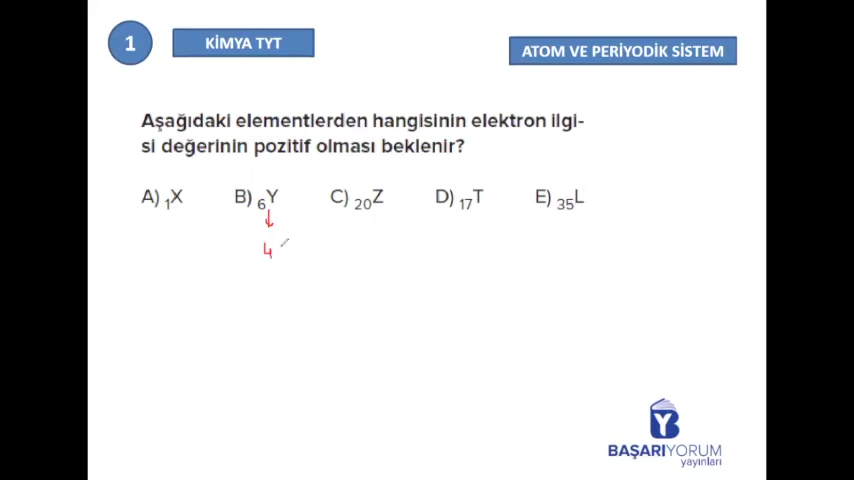 1
KİMYA TYT
ATOM VE PERİYODİK SİSTEM
Aşağıdaki elementlerden hangisinin elektron ilgi-
si değerinin pozitif olması beklenir?
A) ₁X B) ₆Y C) ₂₀Z D) ₁₇T E) ₃₅L
4
BAŞARIYORUM
yayınları